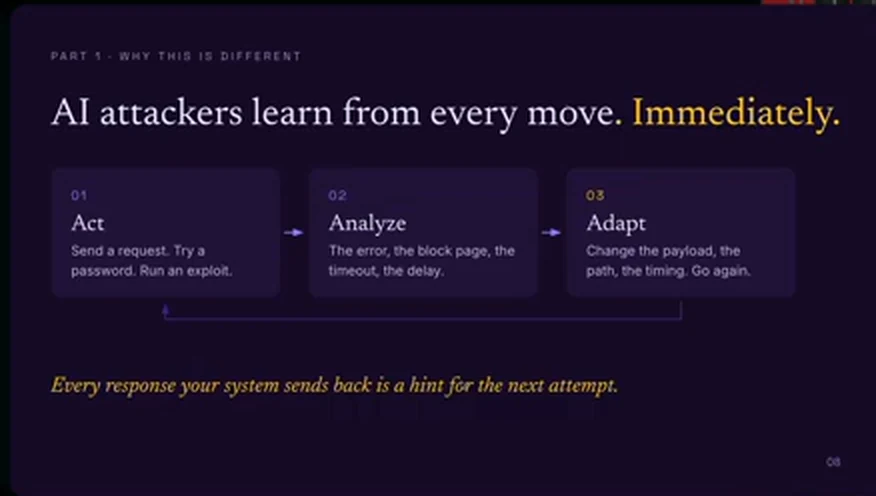 PART 1 - WHY THIS IS DIFFERENT
AI attackers learn from every move. Immediately.
01
Act
Send a request. Try a
password. Run an exploit.
02
Analyze
The error, the block page, the
timeout, the delay.
03
Adapt
Change the payload, the
path, the timing. Go again.
Every response your system sends back is a hint for the next attempt.
08